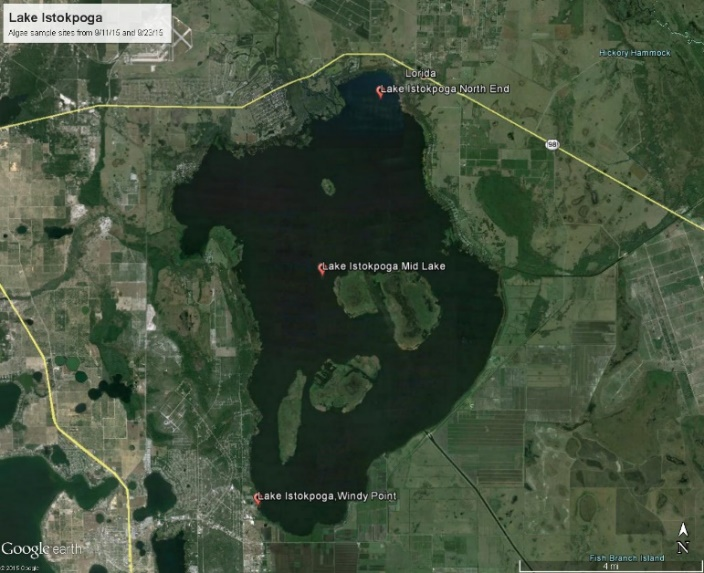 Lake Istokpoga
Algae sample sites from 9/11/15 and 9/23/15
Hickory Hammock
Lorida
Lake Istokpoga North End
98
Lake Istokpoga Mid Lake
Lake Istokpoga Windy Point
Google earth
© 2015 Google
N
Fish Branch Island
4 mi